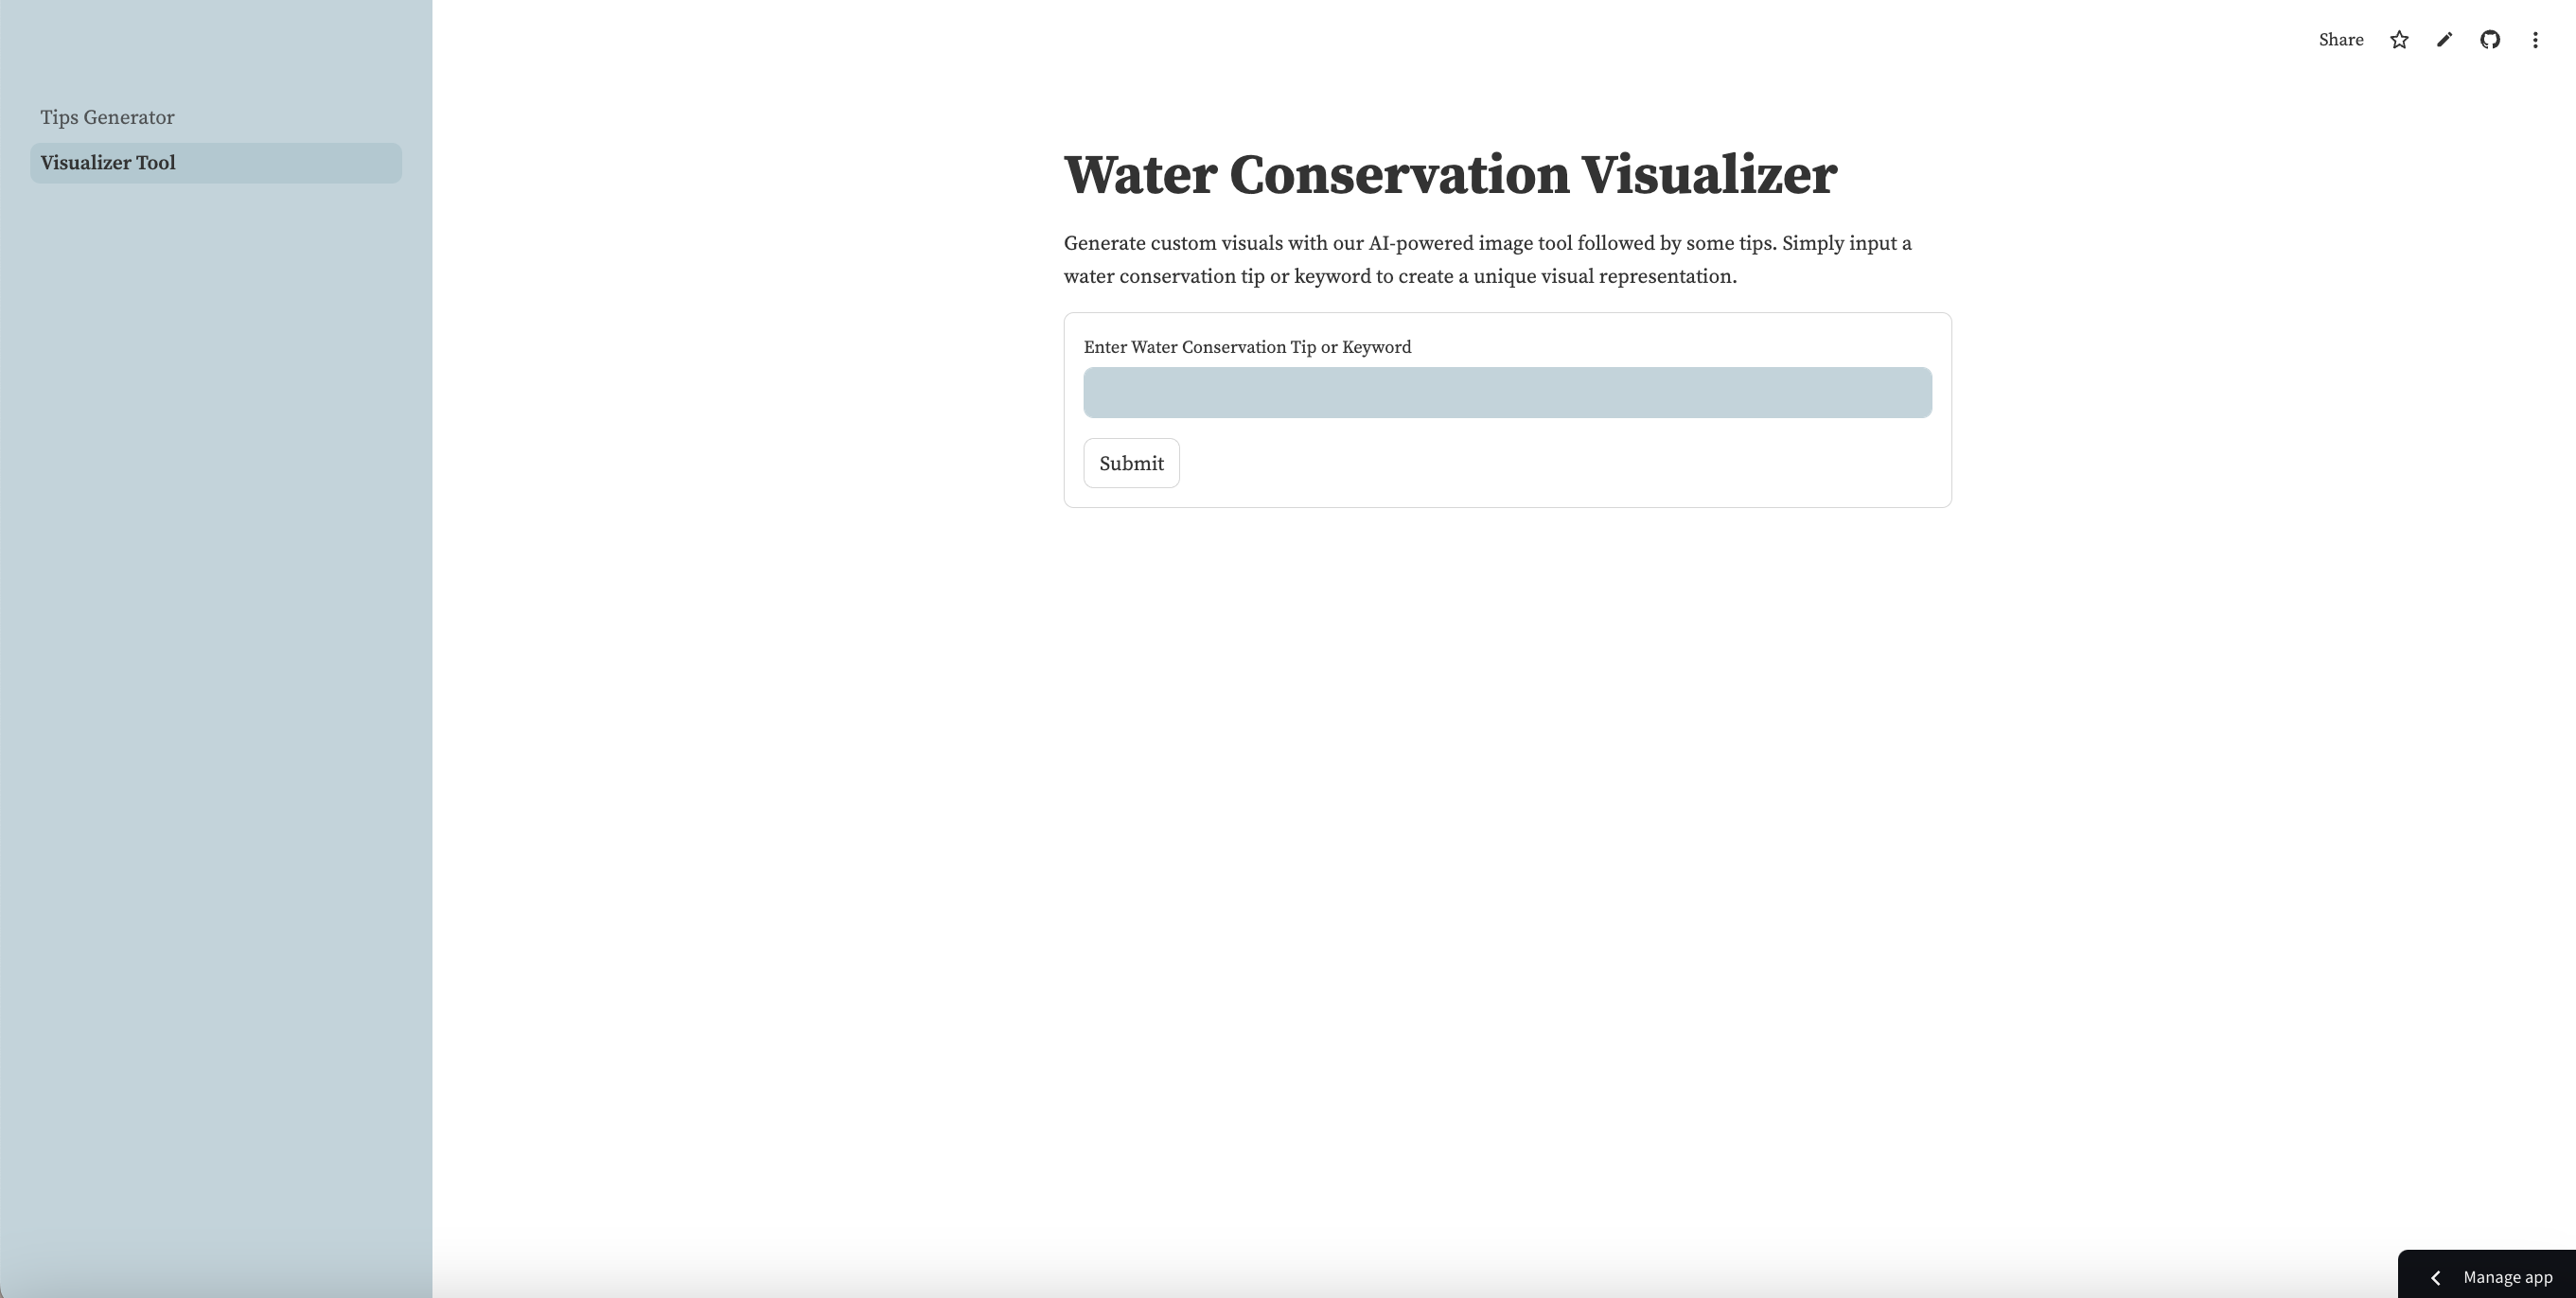 Share
Tips Generator
Visualizer Tool
Water Conservation Visualizer
Generate custom visuals with our AI-powered image tool followed by some tips. Simply input a
water conservation tip or keyword to create a unique visual representation.
Enter Water Conservation Tip or Keyword
Submit
Manage app